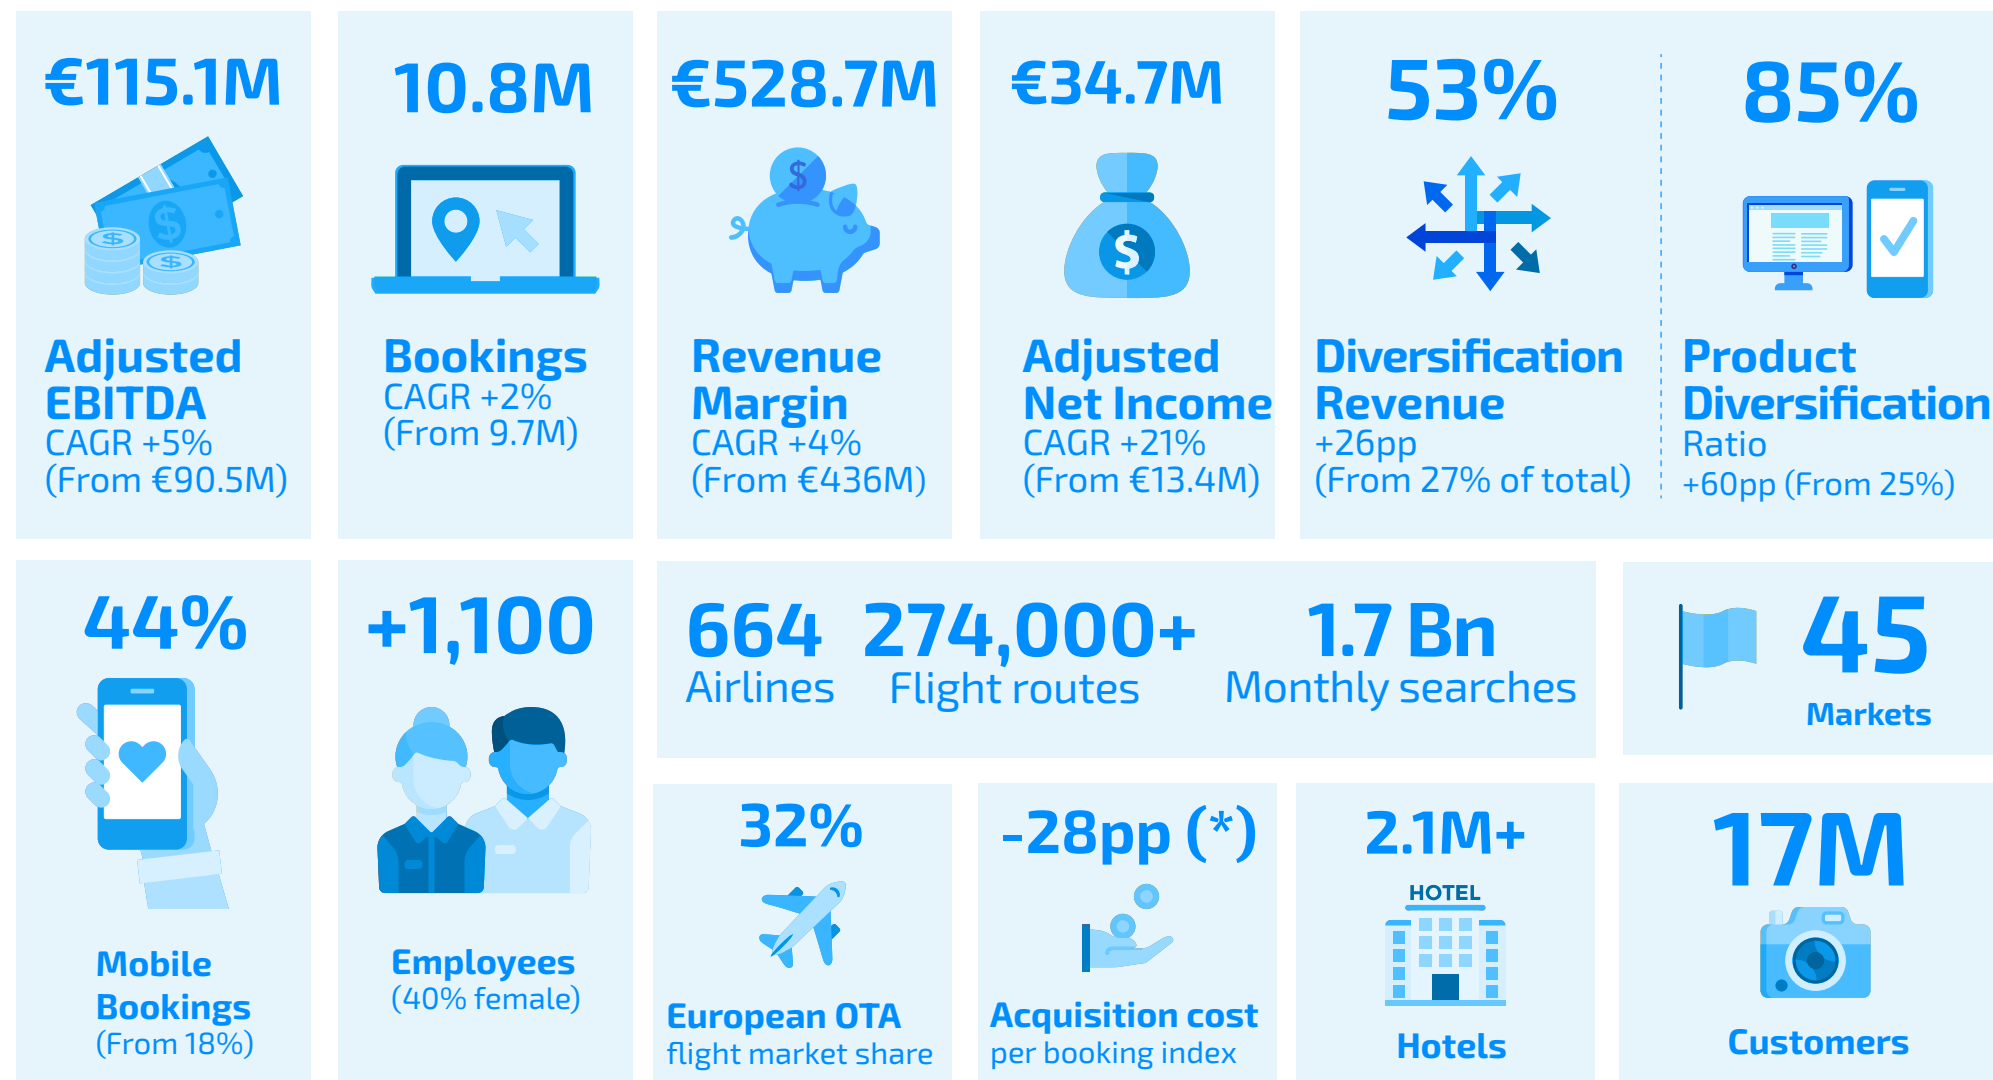 €115.1M
Adjusted
EBITDA
CAGR +5%
(From €90.5M)
10.8M
Bookings
CAGR +2%
(From 9.7M)
€528.7M
$
Revenue
Margin
CAGR +4%
(From €436M)
€34.7M
$
Adjusted
Net Income
CAGR +21%
(From €13.4M)
53%
Diversification
Revenue
+26pp
(From 27% of total)
85%
Product
Diversification
Ratio
+60pp (From 25%)
44%
Mobile
Bookings
(From 18%)
+1,100
Employees
(40% female)
664
Airlines
274,000+
Flight routes
1.7 Bn
Monthly searches
45
Markets
32%
European OTA
flight market share
-28pp (*)
Acquisition cost
per booking index
2.1M+
HOTEL
Hotels
17M
Customers